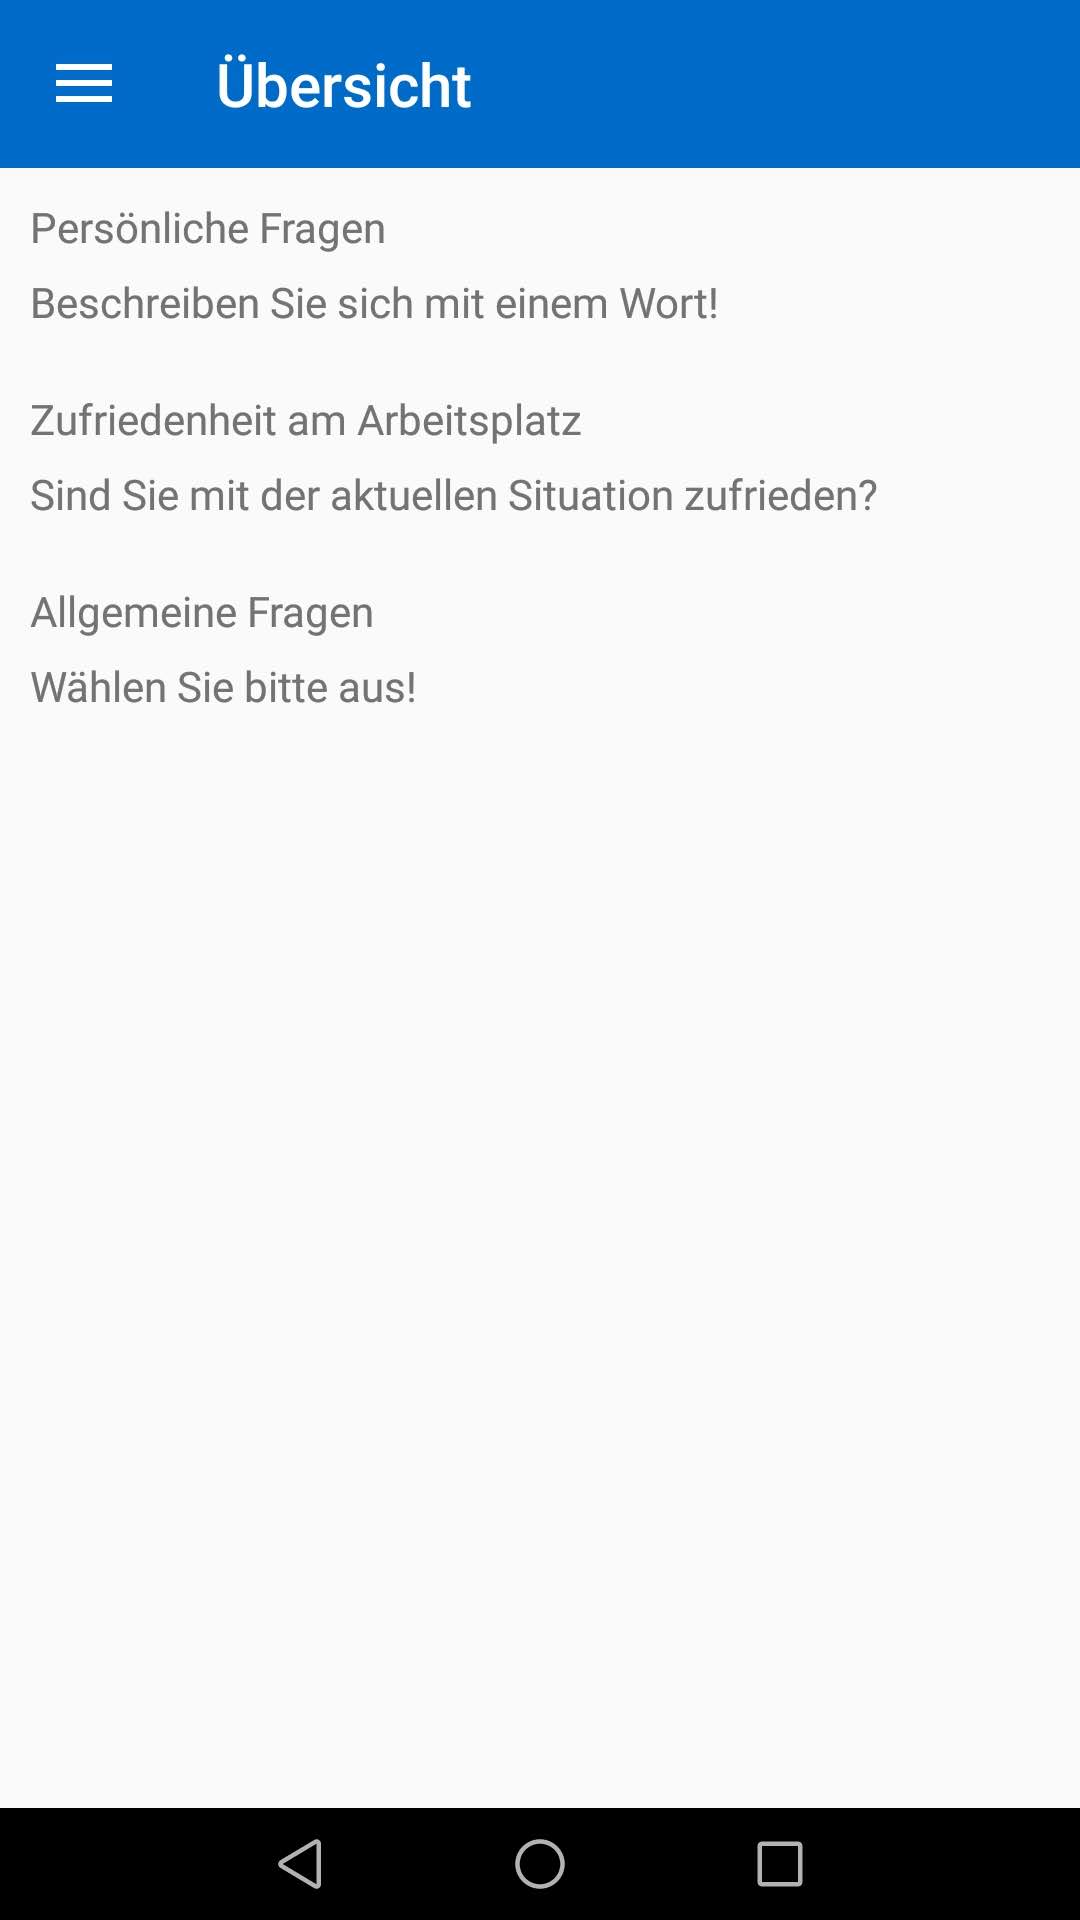 Übersicht
Persönliche Fragen
Beschreiben Sie sich mit einem Wort!
Zufriedenheit am Arbeitsplatz
Sind Sie mit der aktuellen Situation zufrieden?
Allgemeine Fragen
Wählen Sie bitte aus!